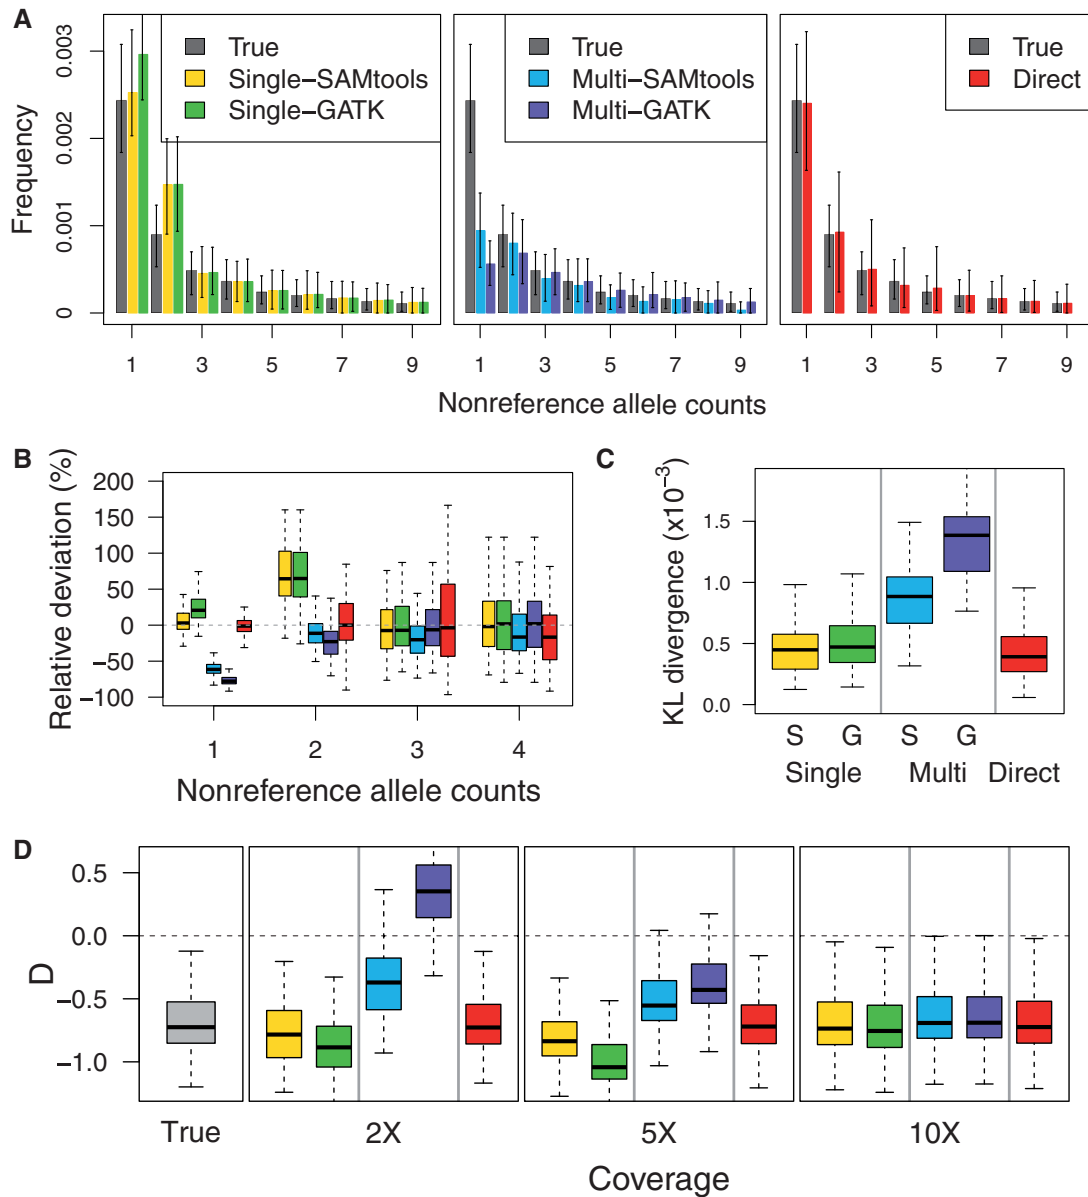 A
Frequency
0.003
0.002
0.001
0
True
Single−SAMtools
Single−GATK
True
Multi−SAMtools
Multi−GATK
True
Direct
1 3 5 7 9
1 3 5 7 9
1 3 5 7 9
Nonreference allele counts
B
Relative deviation (%)
200
150
100
50
0
−50
−100
1 2 3 4
Nonreference allele counts
C
KL divergence (x10−3)
1.5
1.0
0.5
0.0
S G S G
Single Multi Direct
D
D
0.5
0.0
−0.5
−1.0
True 2X 5X 10X
Coverage